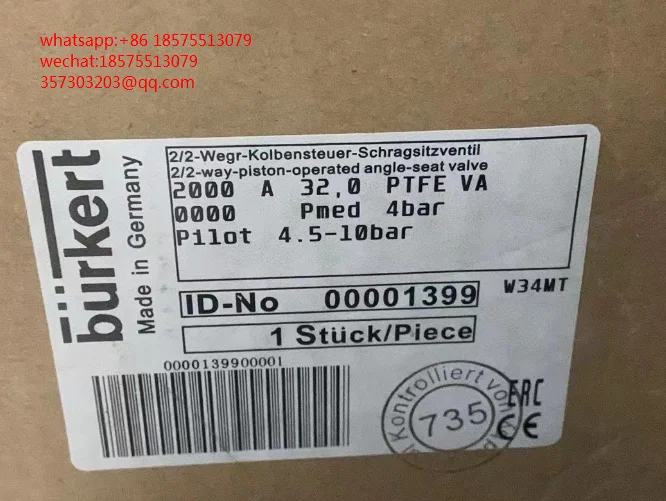 whatsapp:+86 18575513079
wechat:18575513079
357303203@qq.com
bürkert
Made in Germany
2/2-Wegr-Kolbensteuer-Schragsitzventil
2/2-way-piston-operated angle-seat valve
2000 A 32,0 PTFE VA
0000 Pmed 4bar
Pilot 4.5-10bar
ID-No 00001399
W34MT
1 Stück/Piece
0000139900001
Kontrolliert von
735
ERC
CE